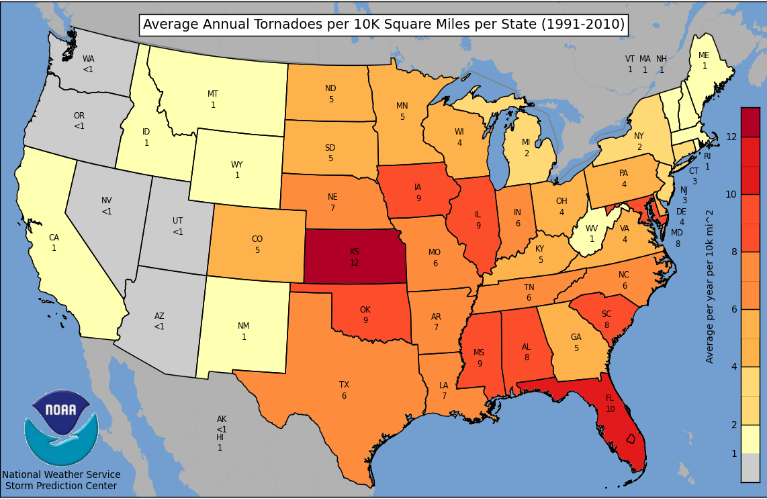 Average Annual Tornadoes per 10K Square Miles per State (1991-2010)
WA
<1
OR
<1
ID
1
MT
1
WY
1
CA
1
NV
<1
UT
<1
AZ
<1
CO
5
NM
1
ND
5
SD
5
NE
7
KS
12
OK
9
TX
6
MN
5
IA
9
MO
6
AR
7
LA
7
WI
4
IL
9
MS
9
MI
2
IN
6
OH
4
KY
5
TN
6
AL
8
GA
5
FL
10
SC
8
NC
6
VA
4
WV
1
PA
4
NY
2
VT MA NH
1 1 1
ME
1
RI
1
CT
3
NJ
3
DE
4
MD
8
AK
<1
HI
1
12
10
8
6
4
2
1
Average per year per 10k mi^2
NOAA
National Weather Service
Storm Prediction Center